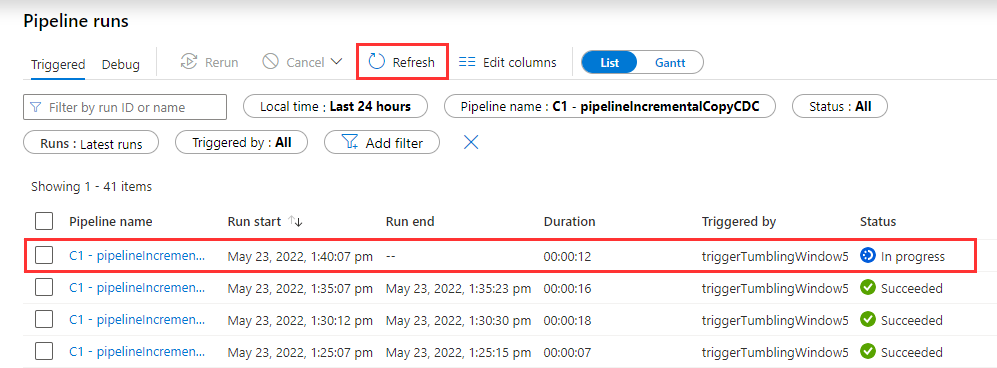 Pipeline runs
Triggered Debug Rerun Cancel Refresh Edit columns List Gantt
Filter by run ID or name Local time : Last 24 hours Pipeline name : C1 - pipelineIncrementalCopyCDC Status : All
Runs : Latest runs Triggered by : All Add filter
Showing 1 - 41 items
Pipeline name Run start Run end Duration Triggered by Status
C1 - pipelineIncremen... May 23, 2022, 1:40:07 pm -- 00:00:12 triggerTumblingWindow5 In progress
C1 - pipelineIncremen... May 23, 2022, 1:35:07 pm May 23, 2022, 1:35:23 pm 00:00:16 triggerTumblingWindow5 Succeeded
C1 - pipelineIncremen... May 23, 2022, 1:30:12 pm May 23, 2022, 1:30:30 pm 00:00:18 triggerTumblingWindow5 Succeeded
C1 - pipelineIncremen... May 23, 2022, 1:25:07 pm May 23, 2022, 1:25:15 pm 00:00:07 triggerTumblingWindow5 Succeeded